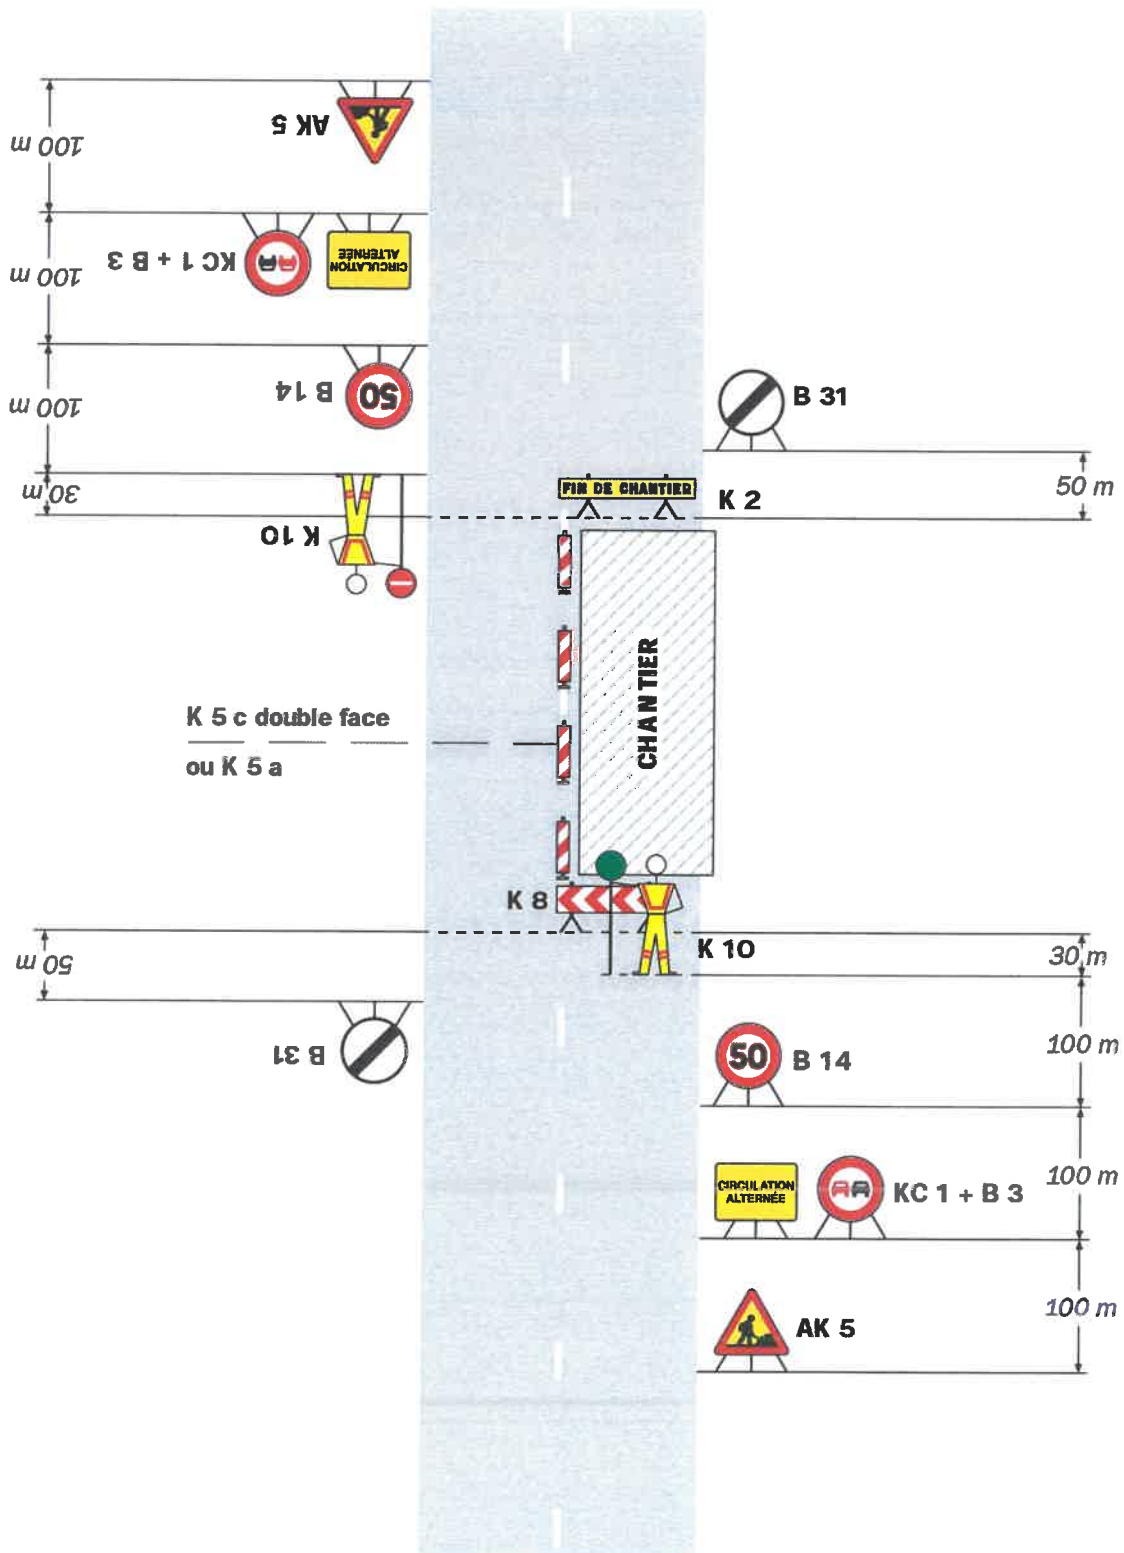 AK 5
100 m
KC 1 + B 3
CIRCULATION
ALTERNÉE
100 m
B 14
50
100 m
B 31
50 m
30 m
K 10
FIN DE CHANTIER
K 2
CHANTIER
K 5 c double face
ou K 5 a
K 8
K 10
30 m
50 m
B 31
50
B 14
100 m
CIRCULATION
ALTERNÉE
KC 1 + B 3
100 m
AK 5
100 m